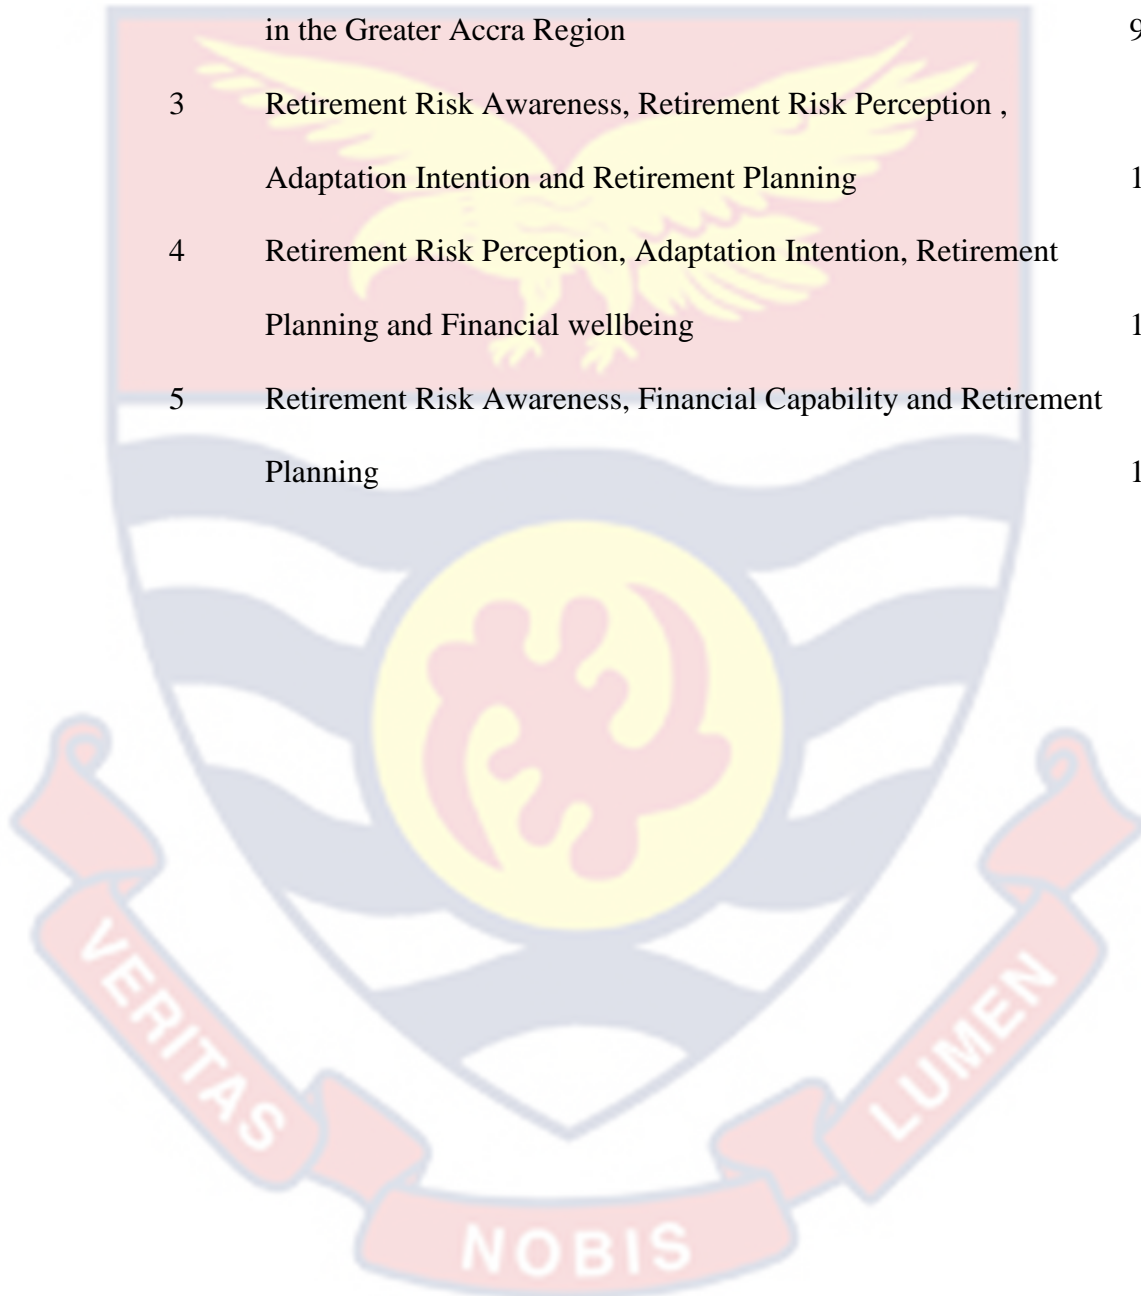 in the Greater Accra Region 9
3 Retirement Risk Awareness, Retirement Risk Perception ,
Adaptation Intention and Retirement Planning 1
4 Retirement Risk Perception, Adaptation Intention, Retirement
Planning and Financial wellbeing 1
5 Retirement Risk Awareness, Financial Capability and Retirement
Planning 1
VERITAS
NOBIS
LUMEN